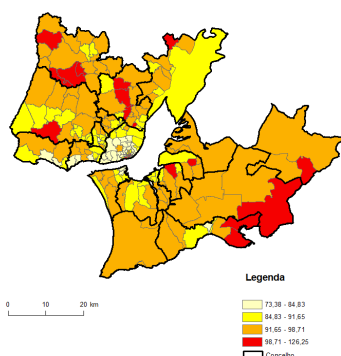 Legenda
0 10 20 km
73,38 - 84,83
84,83 - 91,65
91,65 - 98,71
98,71 - 126,25
Concelho